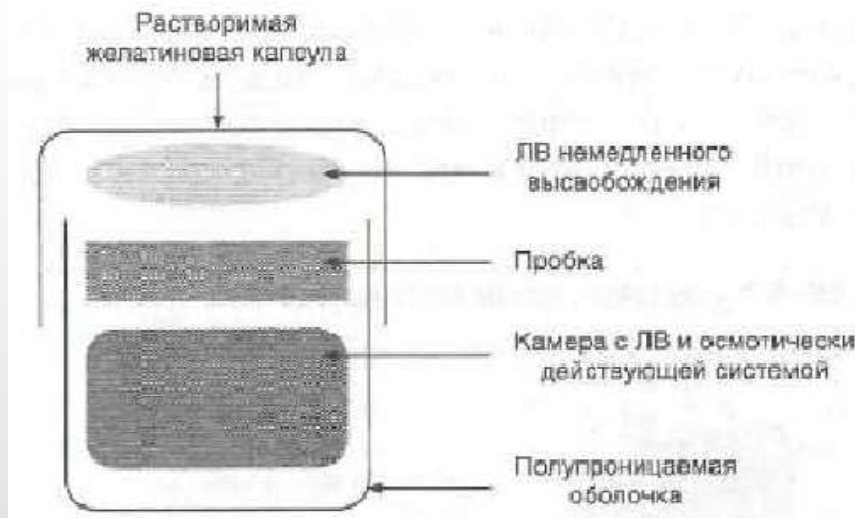 Растворимая
желатиновая капсула
ЛВ немедленного
высвобождения
Пробка
Камера с ЛВ и осмотически
действующей системой
Полупроницаемая
оболочка